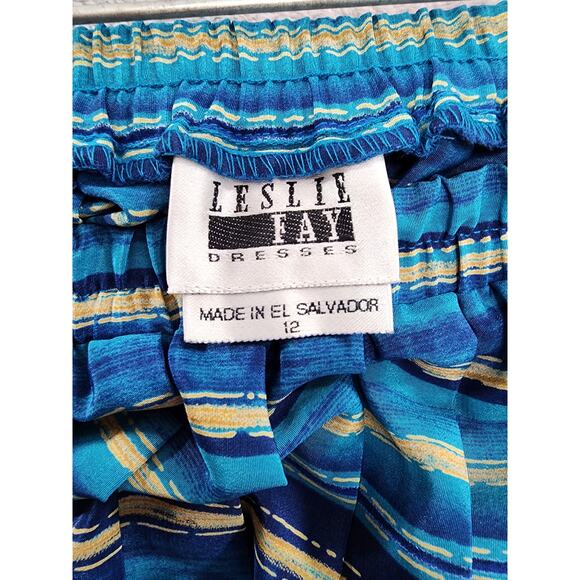 LESLIE
FAY
DRESSES
MADE IN EL SALVADOR
12